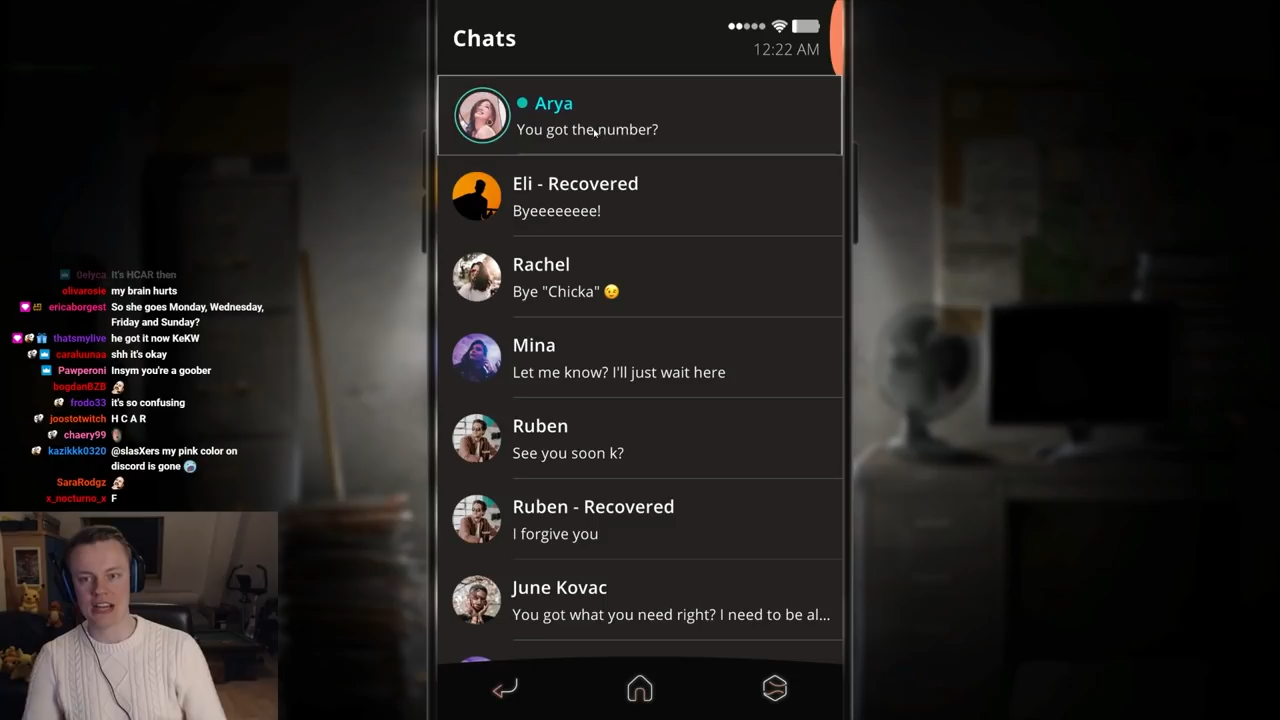 Chats
12:22 AM
Arya
You got the number?
Eli - Recovered
Byeeeeeeee!
Rachel
Bye "Chicka" 😉
Mina
Let me know? I'll just wait here
Ruben
See you soon k?
Ruben - Recovered
I forgive you
June Kovac
You got what you need right? I need to be al...
0elyca It's HCAR then
olivarosie my brain hurts
ericaborgest So she goes Monday, Wednesday,
Friday and Sunday?
thatsmylive he got it now KeKW
caraluunaa shh it's okay
Pawperoni Insym you're a goober
bogdanBZB
frodo33 it's so confusing
joostotwitch H C A R
chaery99
kazikkk0320 @slasXers my pink color on
discord is gone
SaraRodgz
x_nocturno_x F